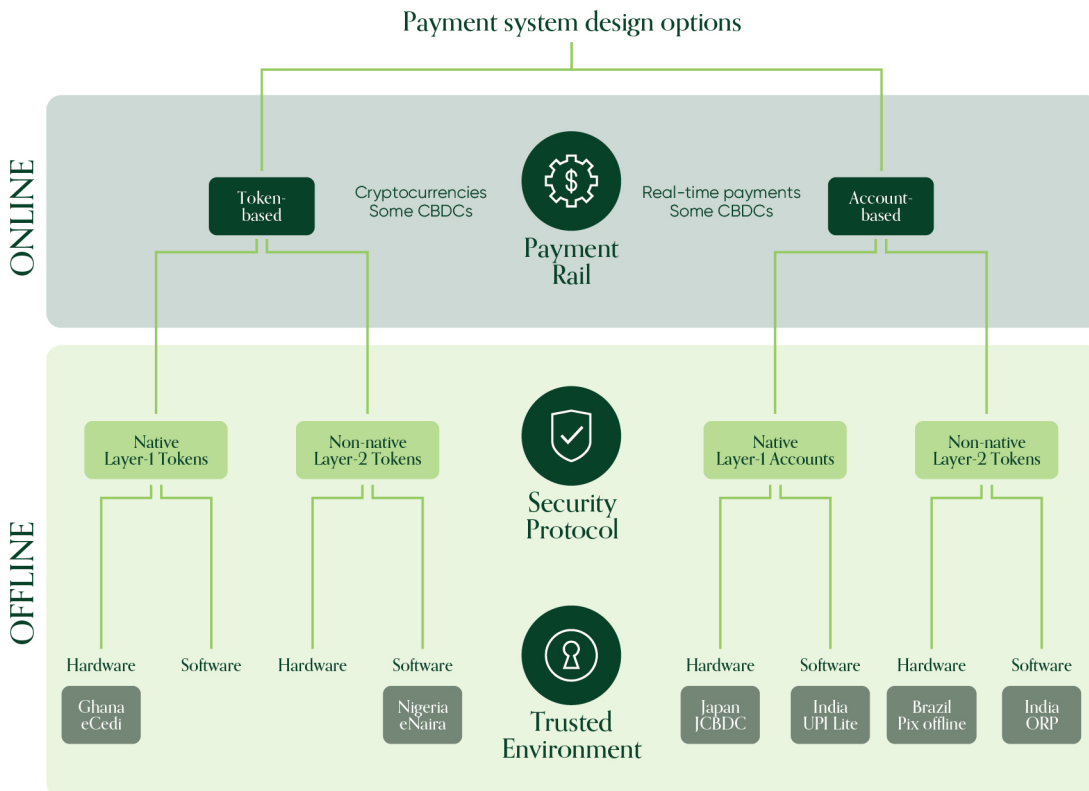 Payment system design options
ONLINE
Token-
based
Cryptocurrencies
Some CBDCs
Payment
Rail
Real-time payments
Some CBDCs
Account-
based
OFFLINE
Native
Layer-1 Tokens
Non-native
Layer-2 Tokens
Security
Protocol
Native
Layer-1 Accounts
Non-native
Layer-2 Tokens
Hardware
Software
Hardware
Software
Trusted
Environment
Hardware
Software
Hardware
Software
Ghana
eCedi
Nigeria
eNaira
Japan
JCBDC
India
UPI Lite
Brazil
Pix offline
India
ORP